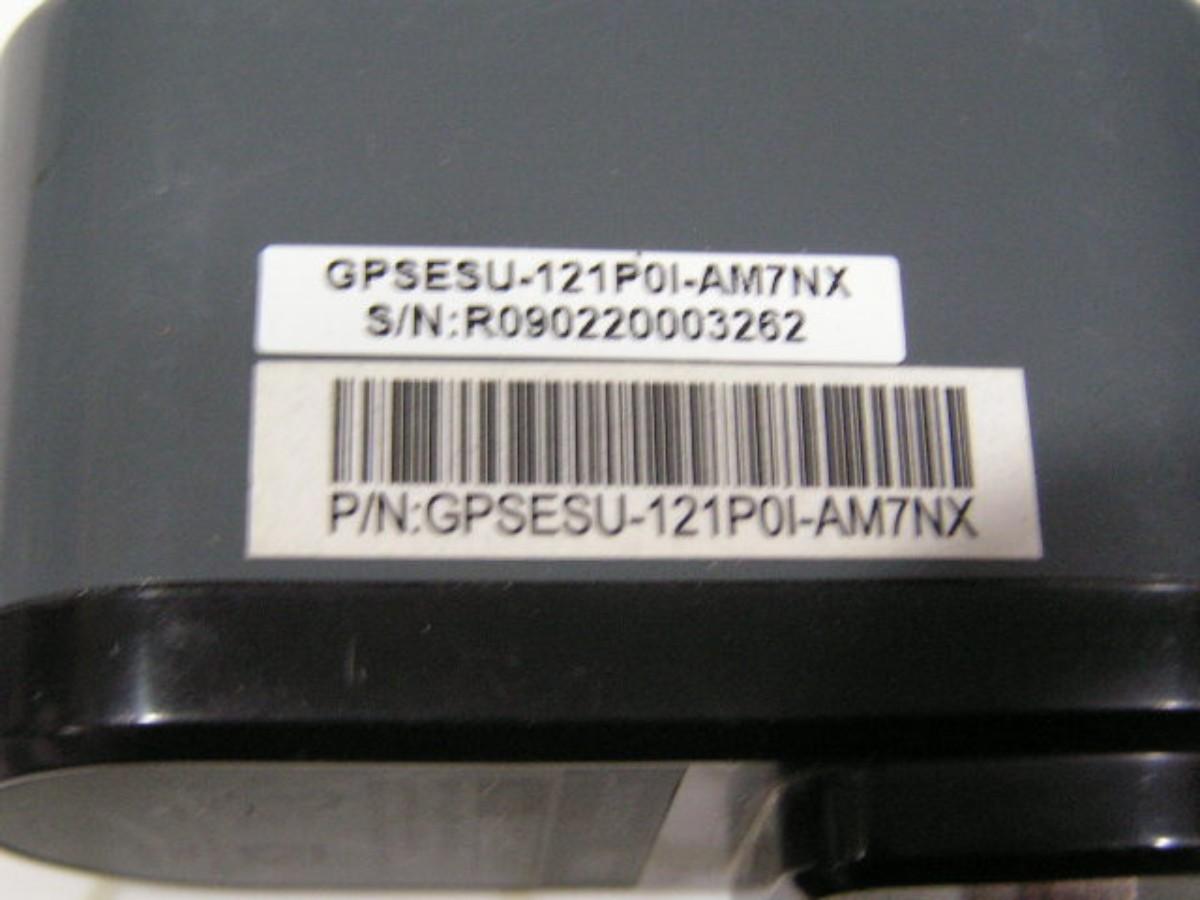 GPSESU-121P0I-AM7NX
S/N:R090220003262
P/N:GPSESU-121P0I-AM7NX